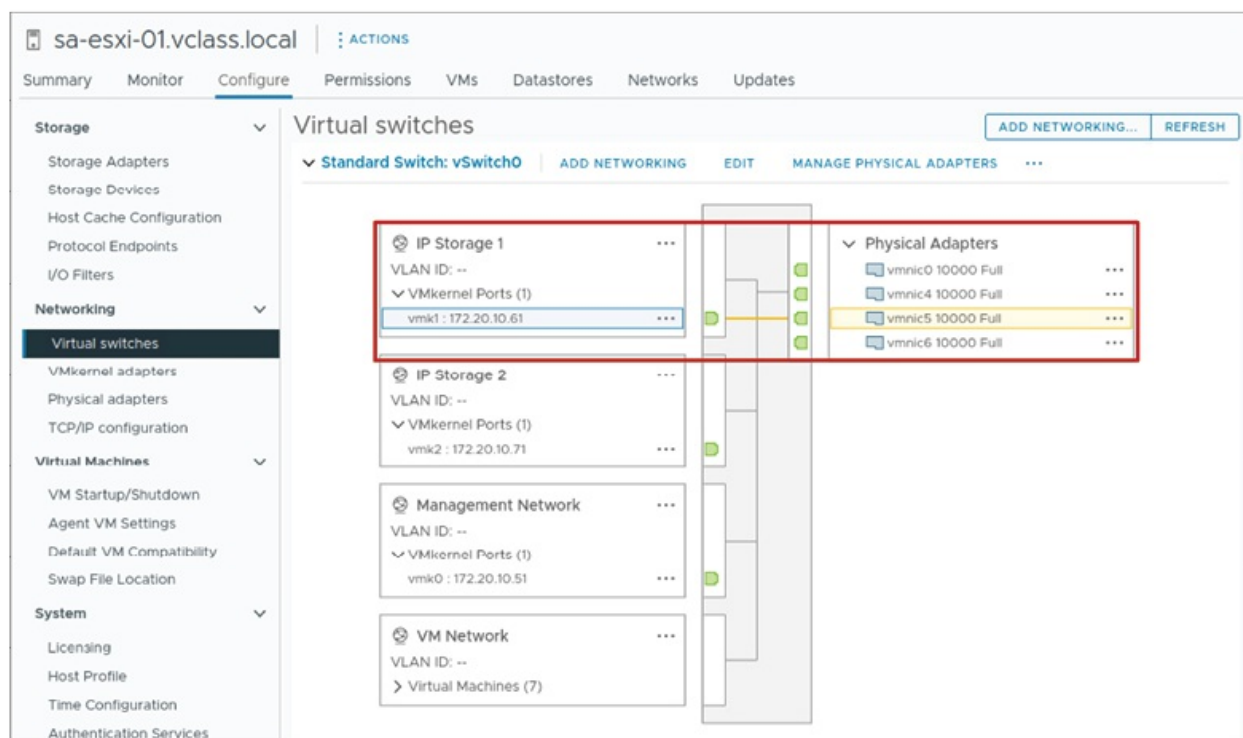 sa-esxi-01.vclass.local
ACTIONS
Summary Monitor Configure Permissions VMs Datastores Networks Updates
Storage
Storage Adapters
Storage Devices
Host Cache Configuration
Protocol Endpoints
I/O Filters
Networking
Virtual switches
VMkernel adapters
Physical adapters
TCP/IP configuration
Virtual Machines
VM Startup/Shutdown
Agent VM Settings
Default VM Compatibility
Swap File Location
System
Licensing
Host Profile
Time Configuration
Authentication Services
Virtual switches
ADD NETWORKING... REFRESH
Standard Switch: vSwitch0 ADD NETWORKING EDIT MANAGE PHYSICAL ADAPTERS ...
IP Storage 1 ...
VLAN ID: --
VMkernel Ports (1)
vmk1 : 172.20.10.61 ...
IP Storage 2 ...
VLAN ID: --
VMkernel Ports (1)
vmk2 : 172.20.10.71 ...
Management Network ...
VLAN ID: --
VMkernel Ports (1)
vmk0 : 172.20.10.51 ...
VM Network ...
VLAN ID: --
Virtual Machines (7)
Physical Adapters
vmnic0 10000 Full ...
vmnic4 10000 Full ...
vmnic5 10000 Full ...
vmnic6 10000 Full ...